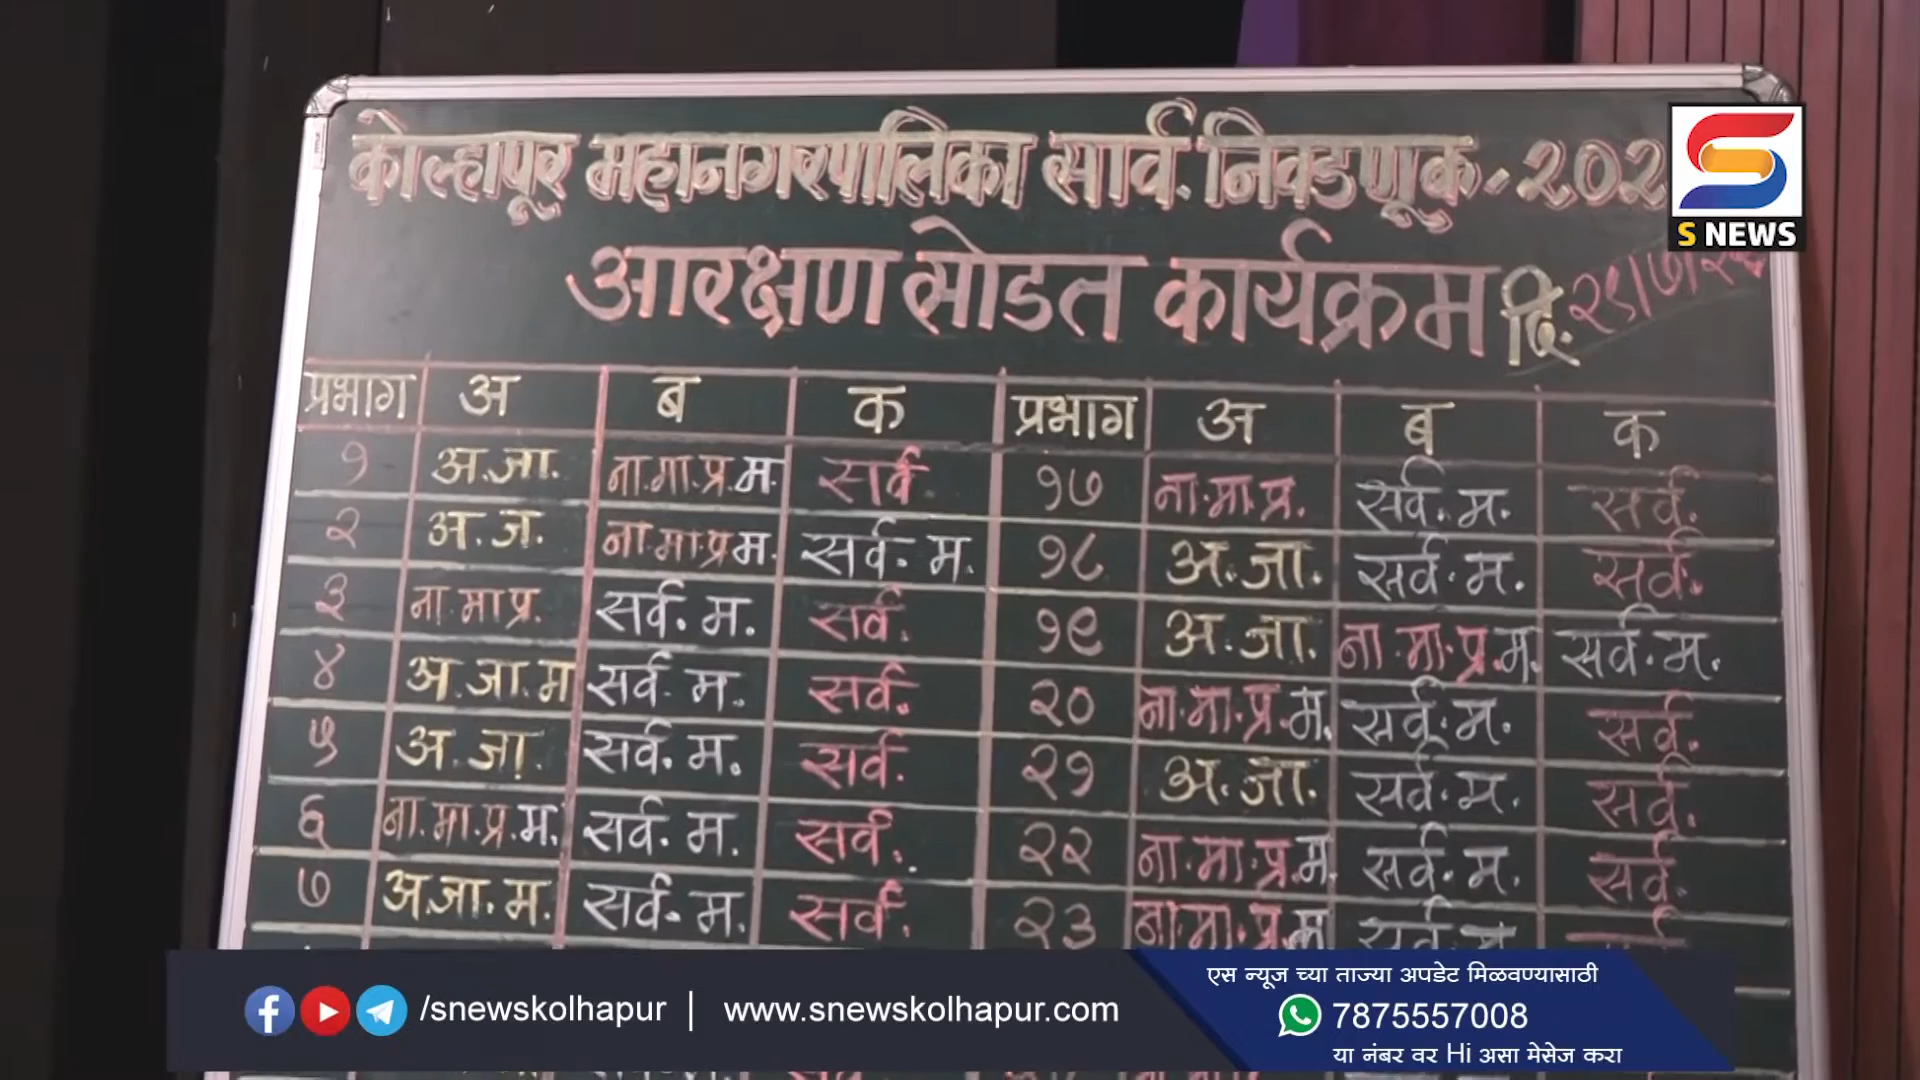 कोल्हापूर महानगरपालिका सार्व. निवडणूक - २०२
आरक्षण सोडत कार्यक्रम दि.
S NEWS
प्रभाग अ ब क प्रभाग अ ब क
१ अ.जा. ना.मा.प्र.म. सर्व १७ ना.मा.प्र. सर्व.म. सर्व.
२ अ.ज. ना.मा.प्र.म. सर्व.म. १८ अ.जा. सर्व.म. सर्व.
३ ना.मा.प्र. सर्व.म. सर्व. १९ अ.जा. ना.मा.प्र.म. सर्व.म.
४ अ.जा.म सर्व.म. सर्व. २० ना.मा.प्र.म. सर्व.म. सर्व.
५ अ.जा. सर्व.म. सर्व. २१ अ.जा. सर्व.म. सर्व.
६ ना.मा.प्र.म. सर्व.म. सर्व. २२ ना.मा.प्र.म. सर्व.म. सर्व.
७ अ.जा.म. सर्व.म. सर्व. २३ ना.मा.प्र.म सर्व.म
/snewskolhapur | www.snewskolhapur.com
एस न्यूज च्या ताज्या अपडेट मिळवण्यासाठी
7875557008
या नंबर वर Hi असा मेसेज करा